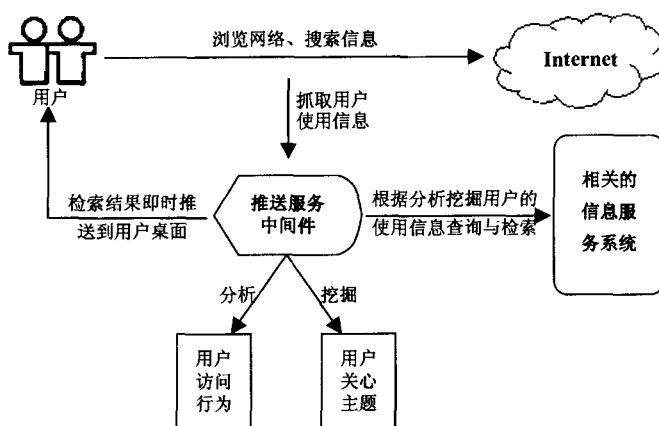 浏览网络、搜索信息
Internet
用户
抓取用户
使用信息
检索结果即时推
送到用户桌面
推送服务
中间件
根据分析挖掘用户的
使用信息查询与检索
相关的
信息服
务系统
分析
挖掘
用户
访问
行为
用户
关心
主题